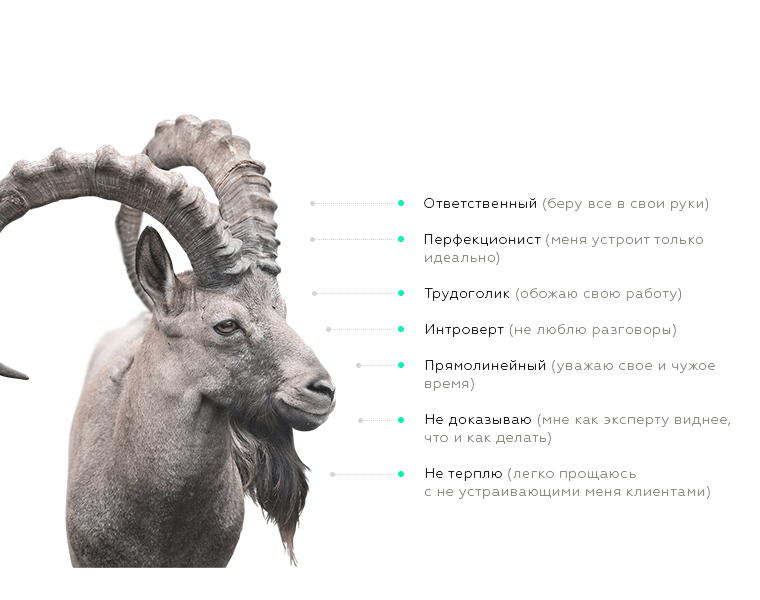 Ответственный (беру все в свои руки)
Перфекционист (меня устроит только
идеально)
Трудоголик (обожаю свою работу)
Интроверт (не люблю разговоры)
Прямолинейный (уважаю свое и чужое
время)
Не доказываю (мне как эксперту виднее,
что и как делать)
Не терплю (легко прощаюсь
с не устраивающими меня клиентами)